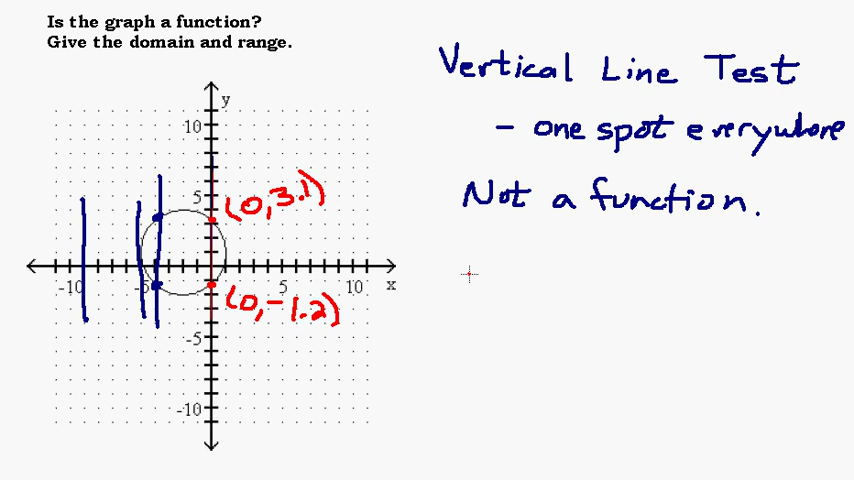 Is the graph a function?
Give the domain and range.
Vertical Line Test
- one spot everywhere
Not a function.
y
10
5
(0,3.1)
-10
-5
5
10
x
(0,-1.2)
-5
-10